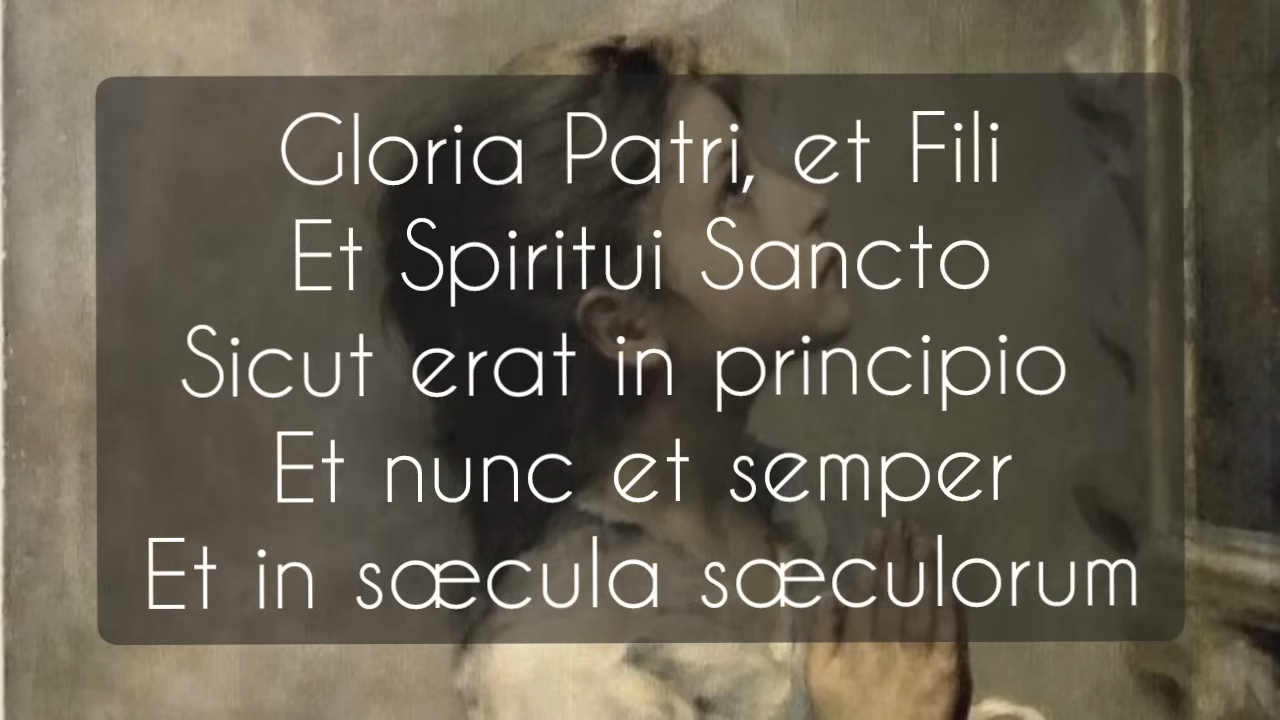 Gloria Patri, et Fili
Et Spiritui Sancto
Sicut erat in principio
Et nunc et semper
Et in sæcula sæculorum